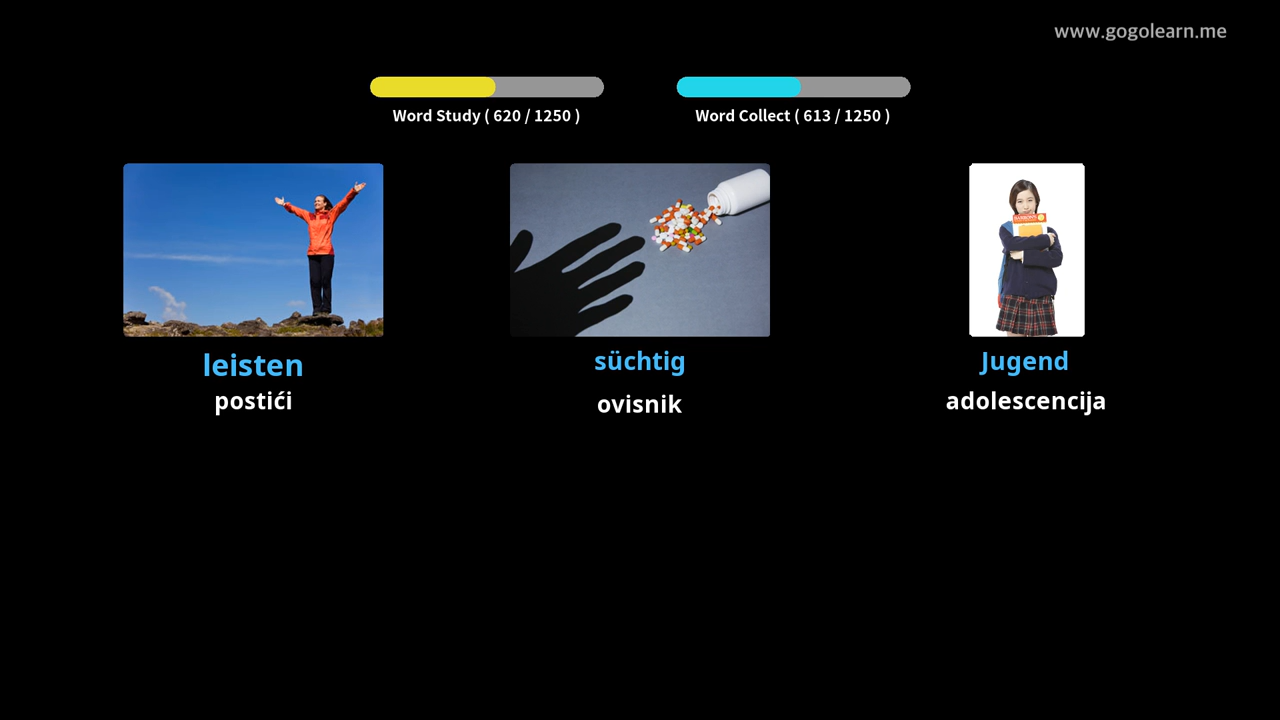 www.gogolearn.me
Word Study ( 620 / 1250 )
Word Collect ( 613 / 1250 )
leisten
süchtig
Jugend
postići
ovisnik
adolescencija